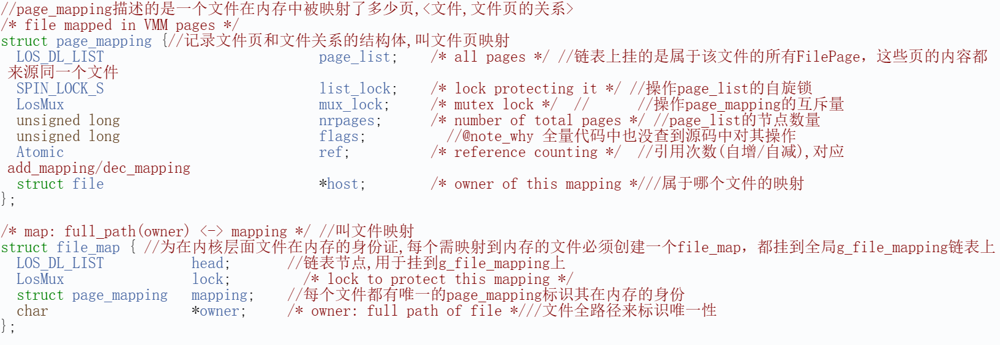 //page_mapping描述的是一个文件在内存中被映射了多少页,<文件,文件页的关系>
/* file mapped in VMM pages */
struct page_mapping {//记录文件页和文件关系的结构体,叫文件页映射
LOS_DL_LIST page_list; /* all pages */ //链表上挂的是属于该文件的所有FilePage，这些页的内容都
来源同一个文件
SPIN_LOCK_S list_lock; /* lock protecting it */ //操作page_list的自旋锁
LosMux mux_lock; /* mutex lock */ // //操作page_mapping的互斥量
unsigned long nrpages; /* number of total pages */ //page_list的节点数量
unsigned long flags; //@note_why 全量代码中也没查到源码中对其操作
Atomic ref; /* reference counting */ //引用次数(自增/自减),对应
add_mapping/dec_mapping
struct file *host; /* owner of this mapping *///属于哪个文件的映射
};
/* map: full_path(owner) <-> mapping */ //叫文件映射
struct file_map { //为在内核层面文件在内存的身份证,每个需映射到内存的文件必须创建一个file_map，都挂到全局g_file_mapping链表上
LOS_DL_LIST head; //链表节点,用于挂到g_file_mapping上
LosMux lock; /* lock to protect this mapping */
struct page_mapping mapping; //每个文件都有唯一的page_mapping标识其在内存的身份
char *owner; /* owner: full path of file *///文件全路径来标识唯一性
};